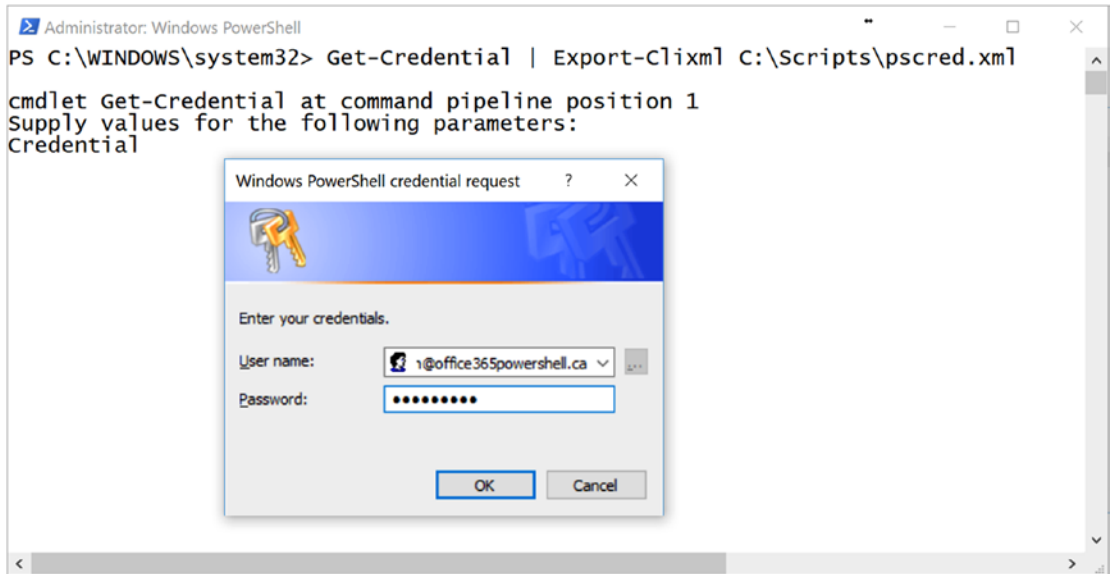 Administrator: Windows PowerShell
PS C:\WINDOWS\system32> Get-Credential | Export-Clixml C:\Scripts\pscred.xml
cmdlet Get-Credential at command pipeline position 1
Supply values for the following parameters:
Credential
Windows PowerShell credential request
Enter your credentials.
User name: @office365powershell.ca ...
Password: •••••••••
OK Cancel